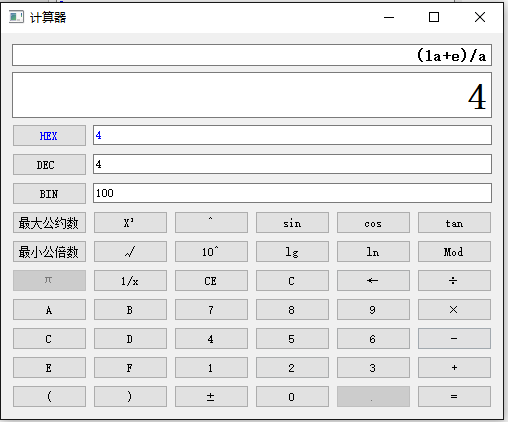 计算器
(1a+e)/a
4
HEX 4
DEC 4
BIN 100
最大公约数 X³ ^ sin cos tan
最小公倍数 √ 10^ lg ln Mod
π 1/x CE C ← ÷
A B 7 8 9 ×
C D 4 5 6 -
E F 1 2 3 +
( ) ± 0 . =